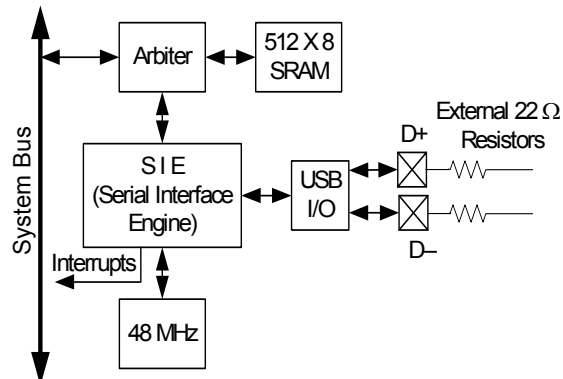 System Bus
Arbiter
512 X 8
SRAM
External 22 Ω
Resistors
D+
S I E
(Serial Interface
Engine)
USB
I/O
D–
Interrupts
48 MHz